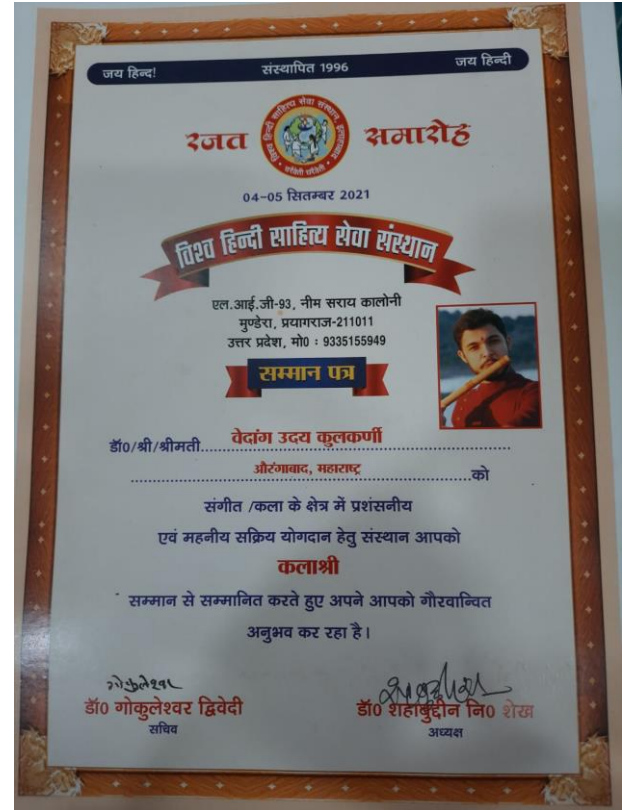 जय हिन्द!
संस्थापित 1996
जय हिन्दी
रजत समारोह
04-05 सितम्बर 2021
विश्व हिन्दी साहित्य सेवा संस्थान
एल.आई.जी-93, नीम सराय कालोनी
मुण्डेरा, प्रयागराज-211011
उत्तर प्रदेश, मो0 : 9335155949
सम्मान पत्र
डॉ0/श्री/श्रीमती.....वेदांग उदय कुलकर्णी.....
.....औरंगाबाद, महाराष्ट्र.....को
संगीत /कला के क्षेत्र में प्रशंसनीय
एवं महनीय सक्रिय योगदान हेतु संस्थान आपको
कलाश्री
सम्मान से सम्मानित करते हुए अपने आपको गौरवान्वित
अनुभव कर रहा है।
गोकुलेश्वर
डॉ0 गोकुलेश्वर द्विवेदी
सचिव
डॉ0 शहाबुद्दीन नि0 शेख
अध्यक्ष